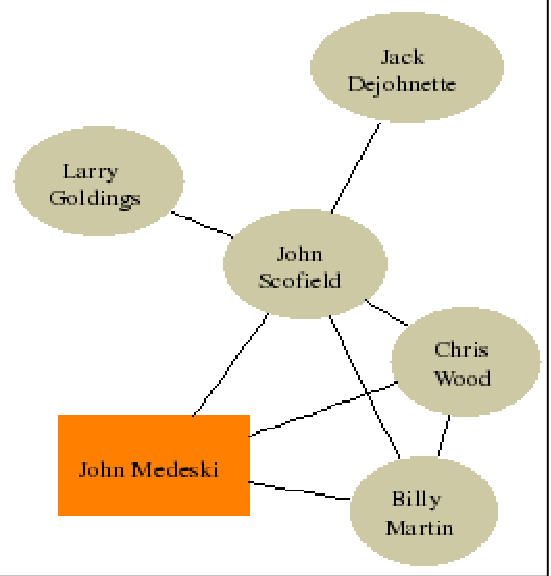 Jack
Dejohnette
Larry
Goldings
John
Scofield
Chris
Wood
John Medeski
Billy
Martin